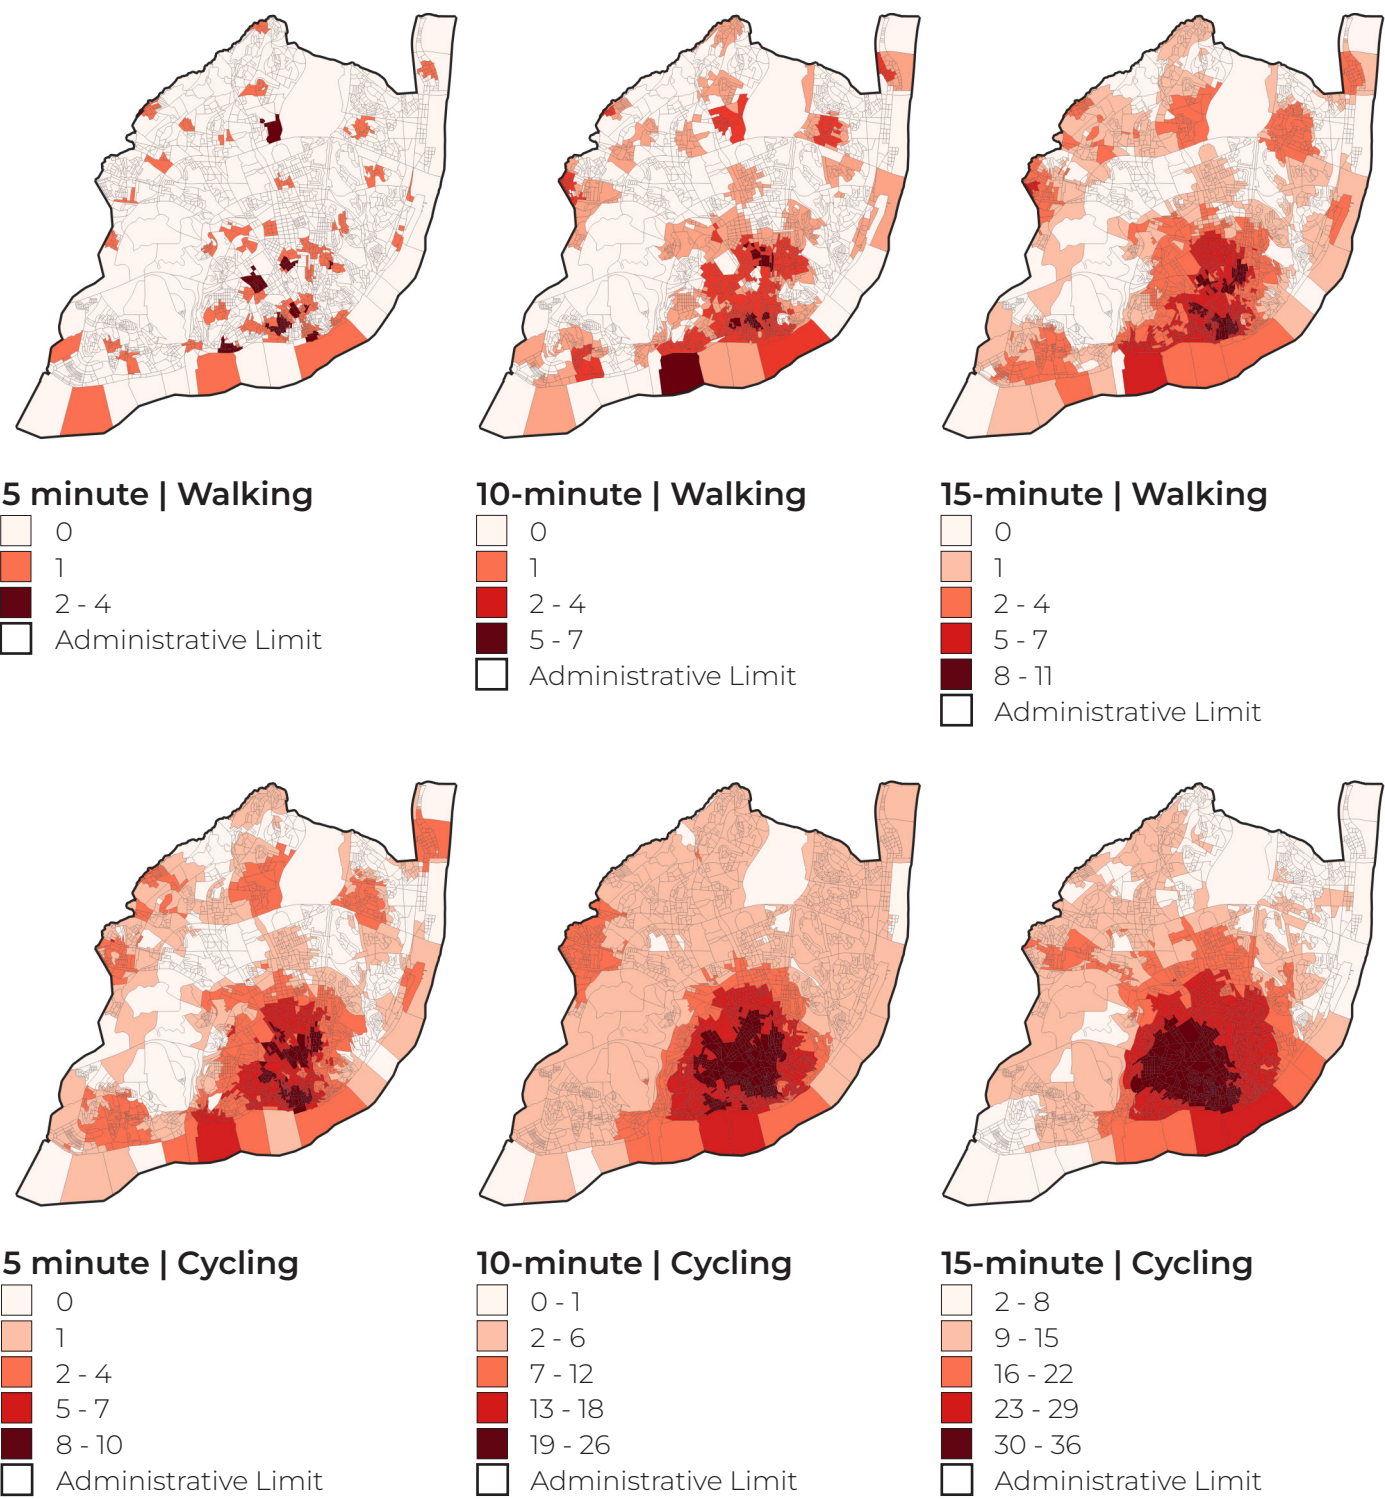 5 minute | Walking
0
1
2 - 4
Administrative Limit
10-minute | Walking
0
1
2 - 4
5 - 7
Administrative Limit
15-minute | Walking
0
1
2 - 4
5 - 7
8 - 11
Administrative Limit
5 minute | Cycling
0
1
2 - 4
5 - 7
8 - 10
Administrative Limit
10-minute | Cycling
0 - 1
2 - 6
7 - 12
13 - 18
19 - 26
Administrative Limit
15-minute | Cycling
2 - 8
9 - 15
16 - 22
23 - 29
30 - 36
Administrative Limit